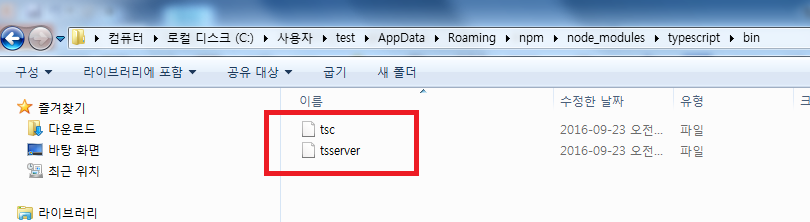 컴퓨터 ▸ 로컬 디스크 (C:) ▸ 사용자 ▸ test ▸ AppData ▸ Roaming ▸ npm ▸ node_modules ▸ typescript ▸ bin
구성 라이브러리에 포함 공유 대상 굽기 새 폴더
즐겨찾기
다운로드
바탕 화면
최근 위치
라이브러리
이름 수정한 날짜 유형
tsc 2016-09-23 오전... 파일
tsserver 2016-09-23 오전... 파일